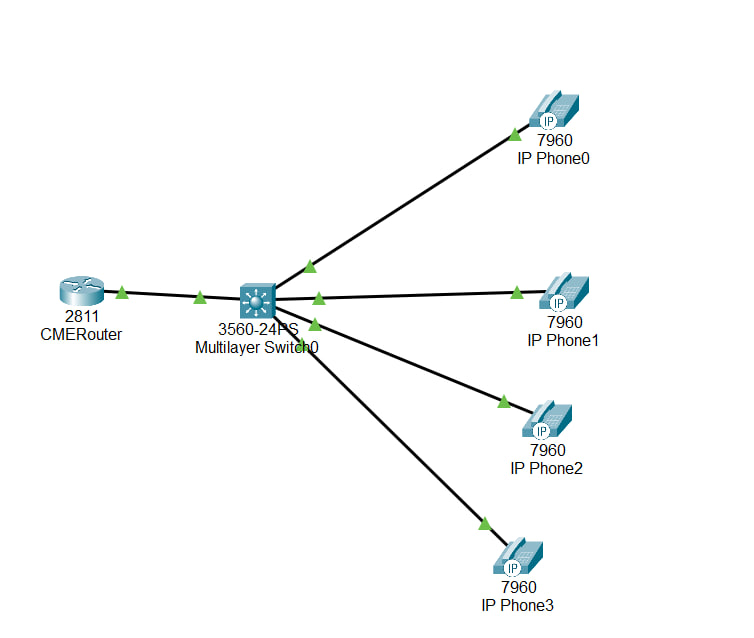 IP
7960
IP Phone0
2811
CMERouter
3560-24PS
Multilayer Switch0
IP
7960
IP Phone1
IP
7960
IP Phone2
IP
7960
IP Phone3